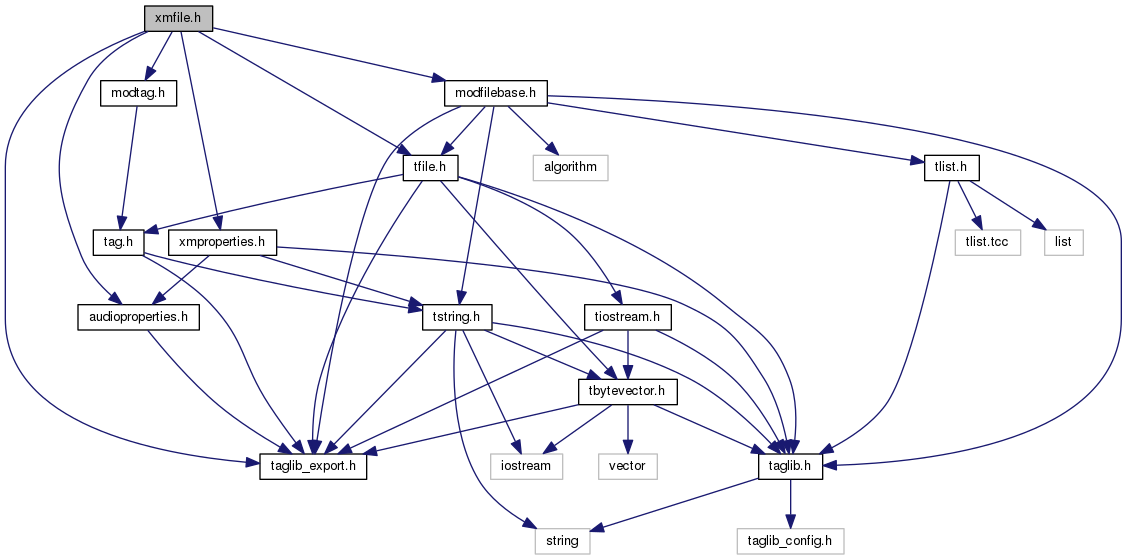 xmfile.h
modtag.h
modfilebase.h
tfile.h
algorithm
tlist.h
tag.h
xmproperties.h
tlist.tcc
list
audioproperties.h
tstring.h
tiostream.h
tbytevector.h
taglib_export.h
iostream
vector
taglib.h
string
taglib_config.h